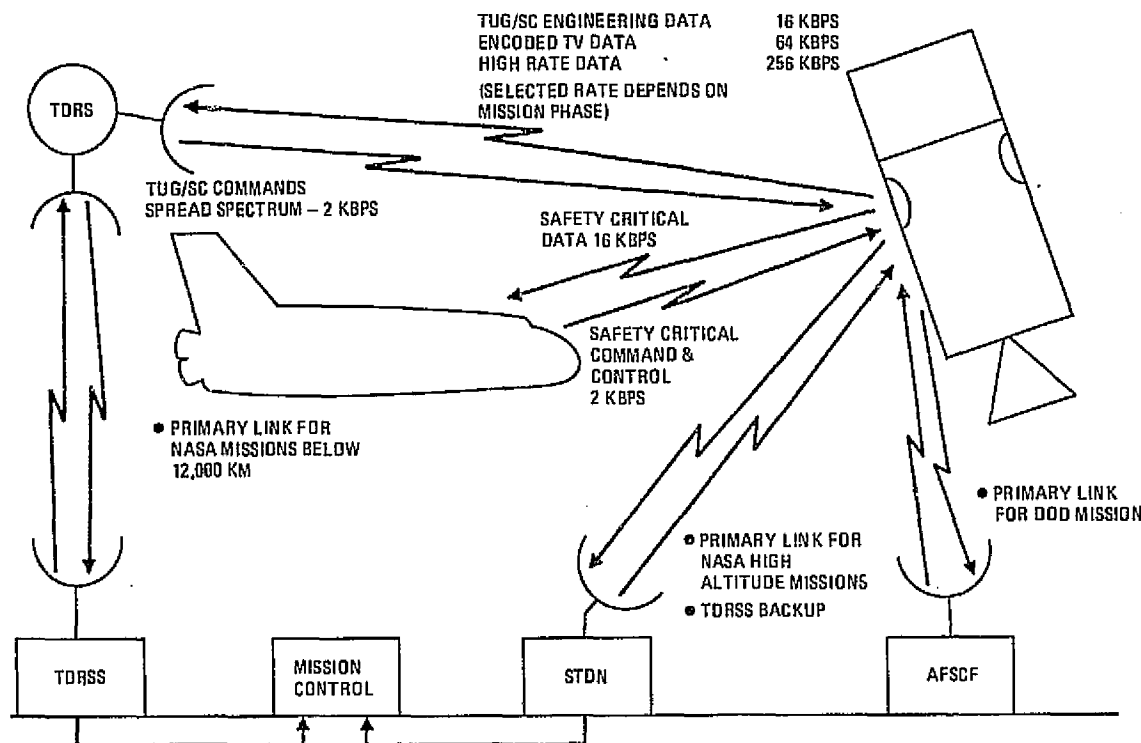 TUG/SC ENGINEERING DATA 16 KBPS
ENCODED TV DATA 64 KBPS
HIGH RATE DATA 256 KBPS
(SELECTED RATE DEPENDS ON
MISSION PHASE)
TDRS
TUG/SC COMMANDS
SPREAD SPECTRUM – 2 KBPS
SAFETY CRITICAL
DATA 16 KBPS
SAFETY CRITICAL
COMMAND &
CONTROL
2 KBPS
● PRIMARY LINK FOR
NASA MISSIONS BELOW
12,000 KM
● PRIMARY LINK
FOR DOD MISSION
● PRIMARY LINK FOR
NASA HIGH
ALTITUDE MISSIONS
● TDRSS BACKUP
TDRSS
MISSION
CONTROL
STDN
AFSCF